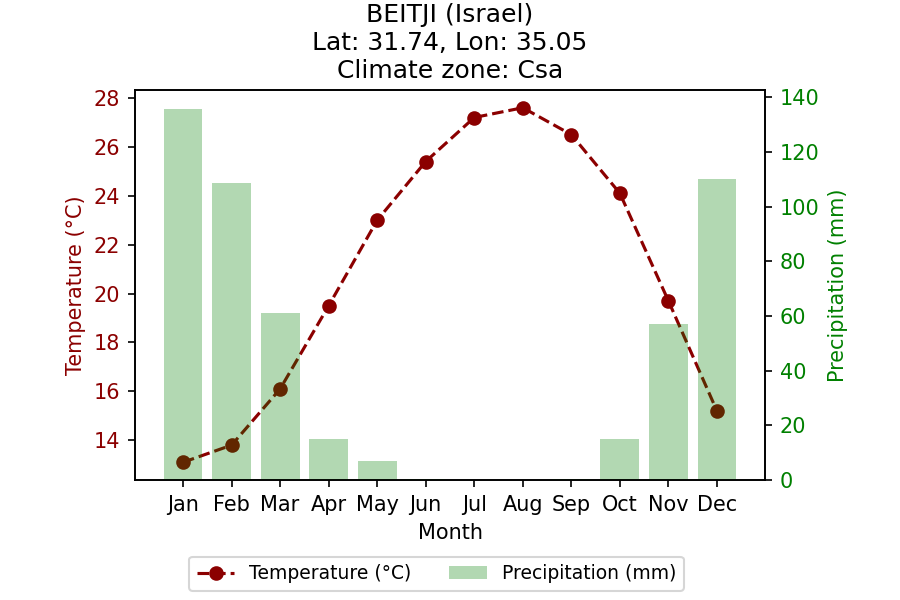 BEITJI (Israel)
Lat: 31.74, Lon: 35.05
Climate zone: Csa
28
26
24
22
20
18
16
14
Temperature (°C)
140
120
100
80
60
40
20
0
Precipitation (mm)
Jan Feb Mar Apr May Jun Jul Aug Sep Oct Nov Dec
Month
Temperature (°C) Precipitation (mm)